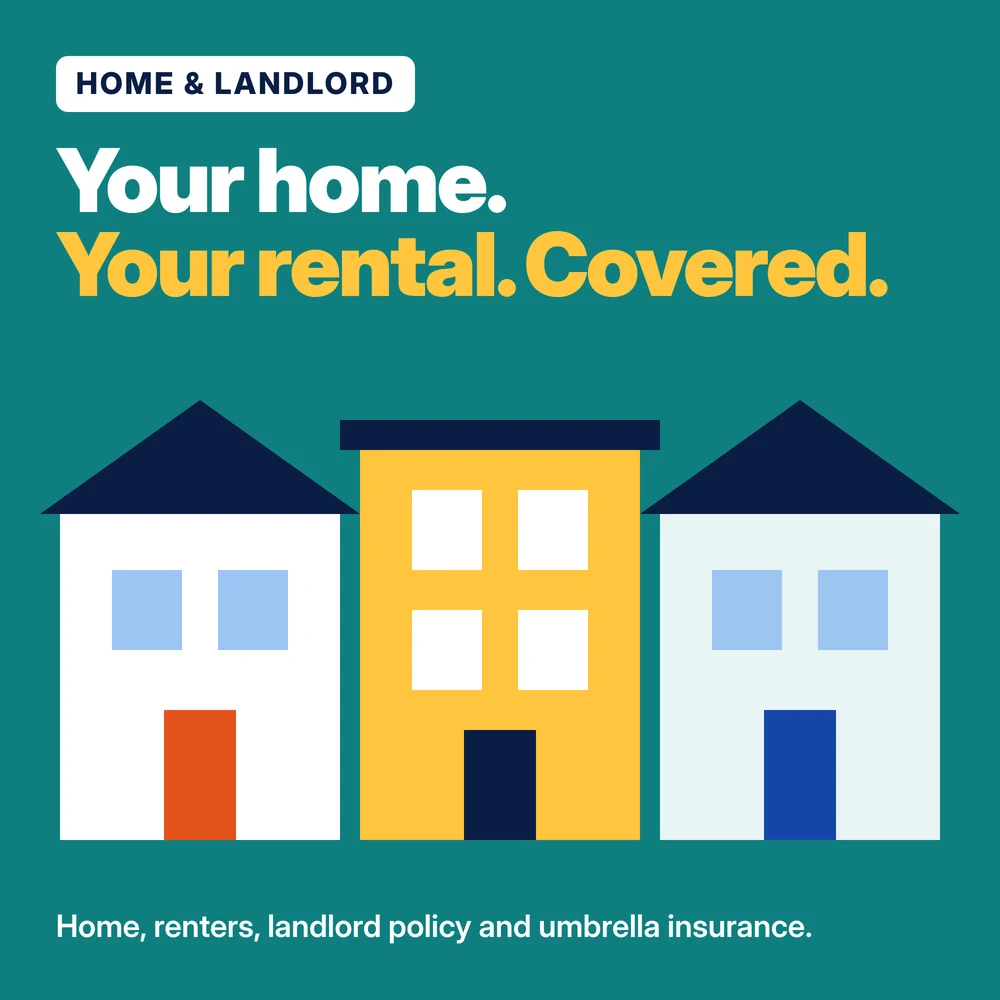 HOME & LANDLORD
Your home.
Your rental. Covered.
Home, renters, landlord policy and umbrella insurance.